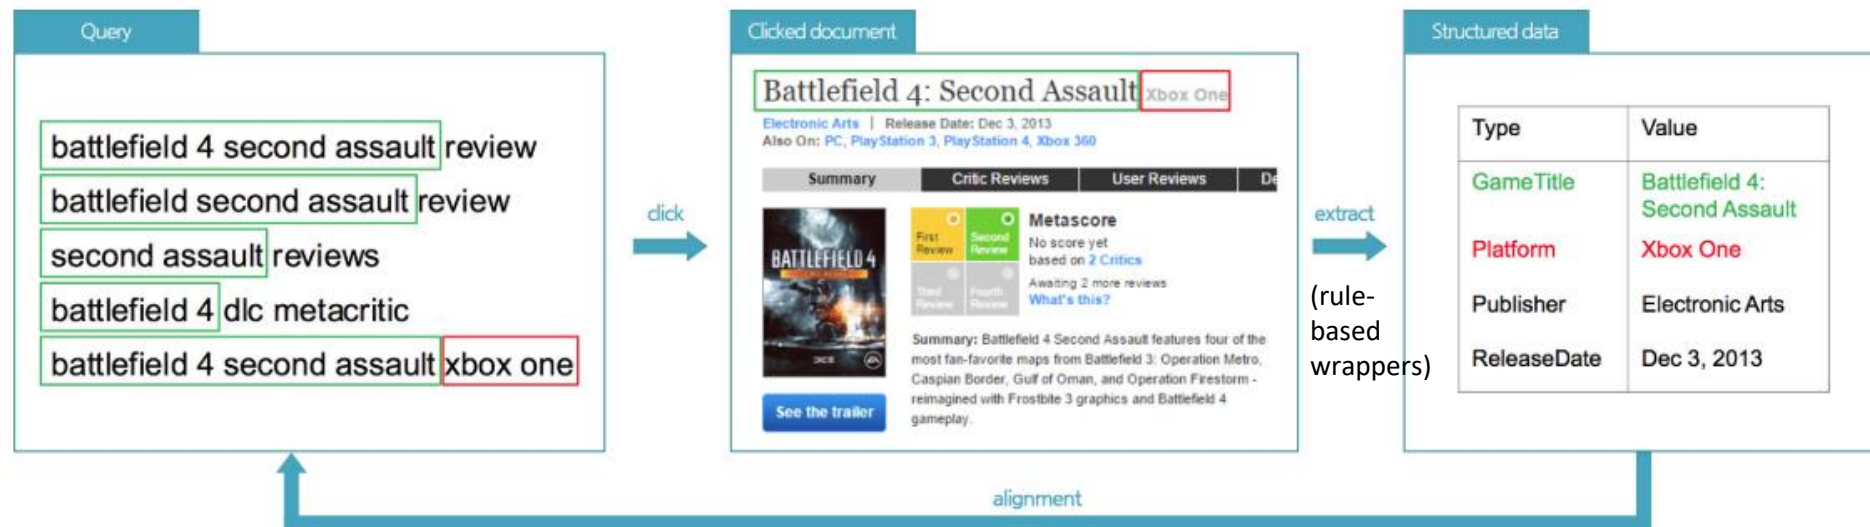 Query
battlefield 4 second assault review
battlefield second assault review
second assault reviews
battlefield 4 dlc metacritic
battlefield 4 second assault xbox one
click
Clicked document
Battlefield 4: Second Assault Xbox One
Electronic Arts | Release Date: Dec 3, 2013
Also On: PC, PlayStation 3, PlayStation 4, Xbox 360
Summary Critic Reviews User Reviews De
BATTLEFIELD 4
DICE EA
See the trailer
First Review
Second Review
Third Review
Fourth Review
Metascore
No score yet
based on 2 Critics
Awaiting 2 more reviews
What's this?
Summary: Battlefield 4 Second Assault features four of the
most fan-favorite maps from Battlefield 3: Operation Metro,
Caspian Border, Gulf of Oman, and Operation Firestorm -
reimagined with Frostbite 3 graphics and Battlefield 4
gameplay.
extract
(rule-
based
wrappers)
Structured data
Type Value
GameTitle Battlefield 4:
Second Assault
Platform Xbox One
Publisher Electronic Arts
ReleaseDate Dec 3, 2013
alignment